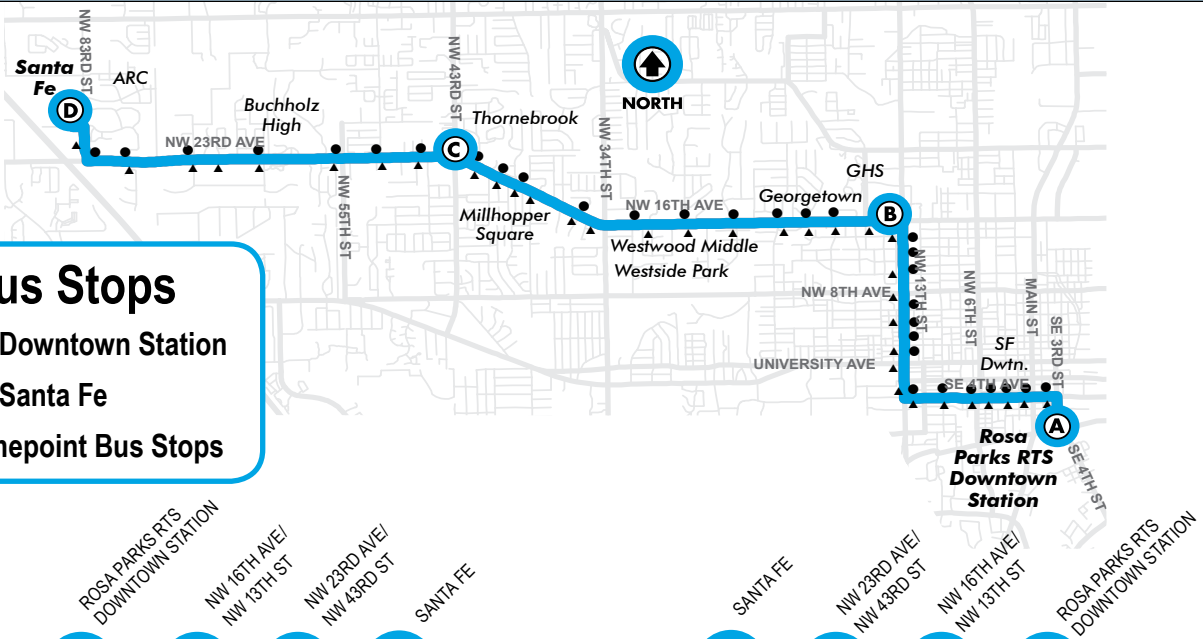 NW 83RD ST
Santa
Fe
D
ARC
Buchholz
High
NW 23RD AVE
NW 43RD ST
C
Thornebrook
NORTH
NW 34TH ST
NW 55TH ST
Millhopper
Square
NW 16TH AVE
Georgetown
GHS
B
Westwood Middle
Westside Park
NW 8TH AVE
NW 13TH ST
NW 6TH ST
MAIN ST
SE 3RD ST
UNIVERSITY AVE
SF
Dwtn.
SE 4TH AVE
A
Rosa
Parks RTS
Downtown
Station
SE 4TH ST
us Stops
Downtown Station
Santa Fe
nepoint Bus Stops
ROSA PARKS RTS
DOWNTOWN STATION
NW 16TH AVE/
NW 13TH ST
NW 23RD AVE/
NW 43RD ST
SANTA FE
SANTA FE
NW 23RD AVE/
NW 43RD ST
NW 16TH AVE/
NW 13TH ST
ROSA PARKS RTS
DOWNTOWN STATION